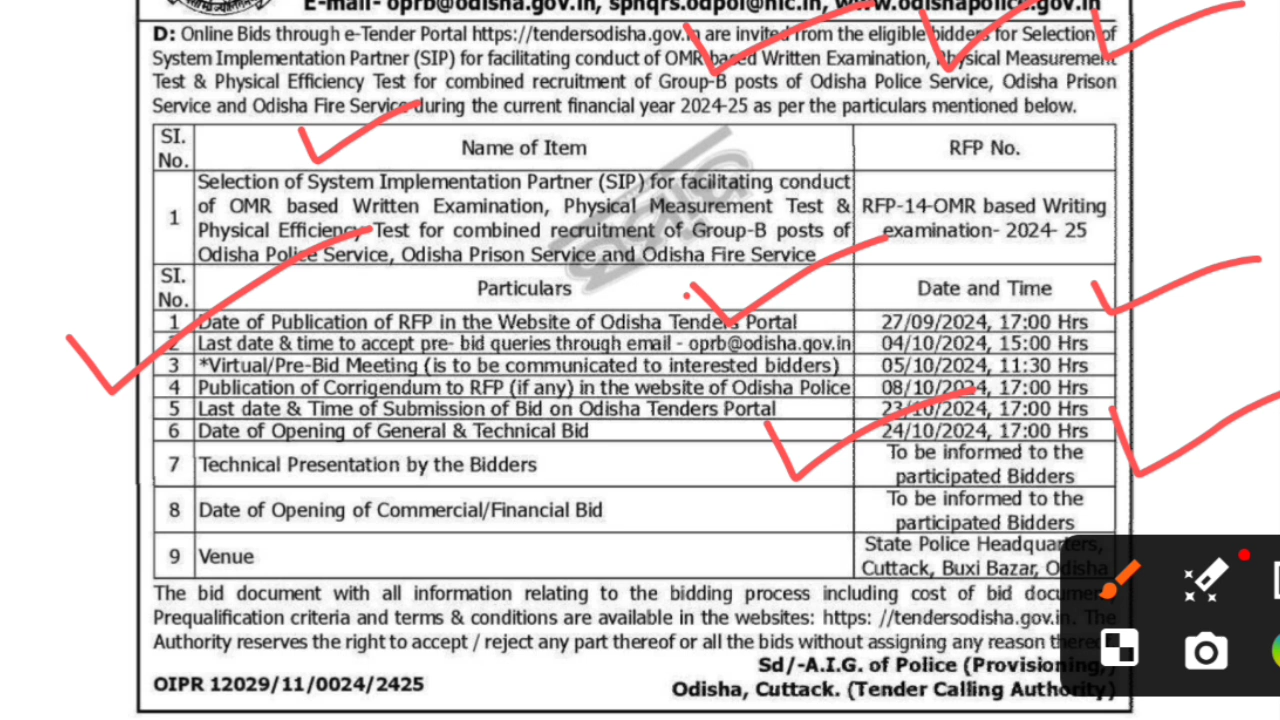 E-mail- oprb@odisha.gov.in, sphqrs.odpol@nic.in, www.odishapolice.gov.in
D: Online Bids through e-Tender Portal https://tendersodisha.gov.in are invited from the eligible bidders for Selection of
System Implementation Partner (SIP) for facilitating conduct of OMR based Written Examination, Physical Measurement
Test & Physical Efficiency Test for combined recruitment of Group-B posts of Odisha Police Service, Odisha Prison
Service and Odisha Fire Service during the current financial year 2024-25 as per the particulars mentioned below.
SI. No. Name of Item RFP No.
1 Selection of System Implementation Partner (SIP) for facilitating conduct
of OMR based Written Examination, Physical Measurement Test &
Physical Efficiency Test for combined recruitment of Group-B posts of
Odisha Police Service, Odisha Prison Service and Odisha Fire Service
RFP-14-OMR based Writing
examination- 2024- 25
SI. No. Particulars Date and Time
1 Date of Publication of RFP in the Website of Odisha Tenders Portal 27/09/2024, 17:00 Hrs
2 Last date & time to accept pre- bid queries through email - oprb@odisha.gov.in 04/10/2024, 15:00 Hrs
3 *Virtual/Pre-Bid Meeting (is to be communicated to interested bidders) 05/10/2024, 11:30 Hrs
4 Publication of Corrigendum to RFP (if any) in the website of Odisha Police 08/10/2024, 17:00 Hrs
5 Last date & Time of Submission of Bid on Odisha Tenders Portal 23/10/2024, 17:00 Hrs
6 Date of Opening of General & Technical Bid 24/10/2024, 17:00 Hrs
7 Technical Presentation by the Bidders To be informed to the
participated Bidders
8 Date of Opening of Commercial/Financial Bid To be informed to the
participated Bidders
9 Venue State Police Headquarters,
Cuttack, Buxi Bazar, Odisha
The bid document with all information relating to the bidding process including cost of bid document,
Prequalification criteria and terms & conditions are available in the websites: https: //tendersodisha.gov.in. The
Authority reserves the right to accept / reject any part thereof or all the bids without assigning any reason thereof.
Sd/-A.I.G. of Police (Provisioning,)
OIPR 12029/11/0024/2425
Odisha, Cuttack. (Tender Calling Authority)